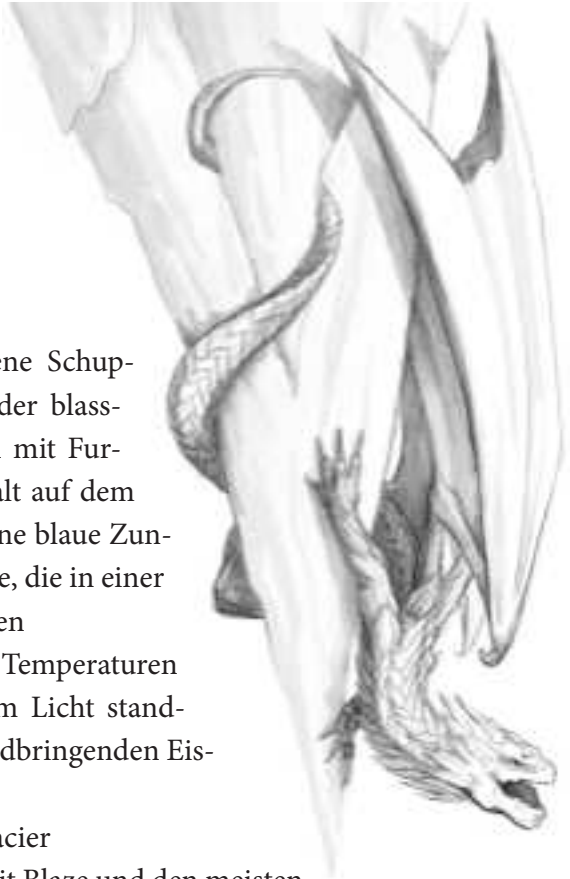 ene Schup-
der blass-
mit Fur-
alt auf dem
ne blaue Zun-
e, die in einer
en
Temperaturen
m Licht stand-
dbringenden Eis-
acier
it Blaze und den meisten